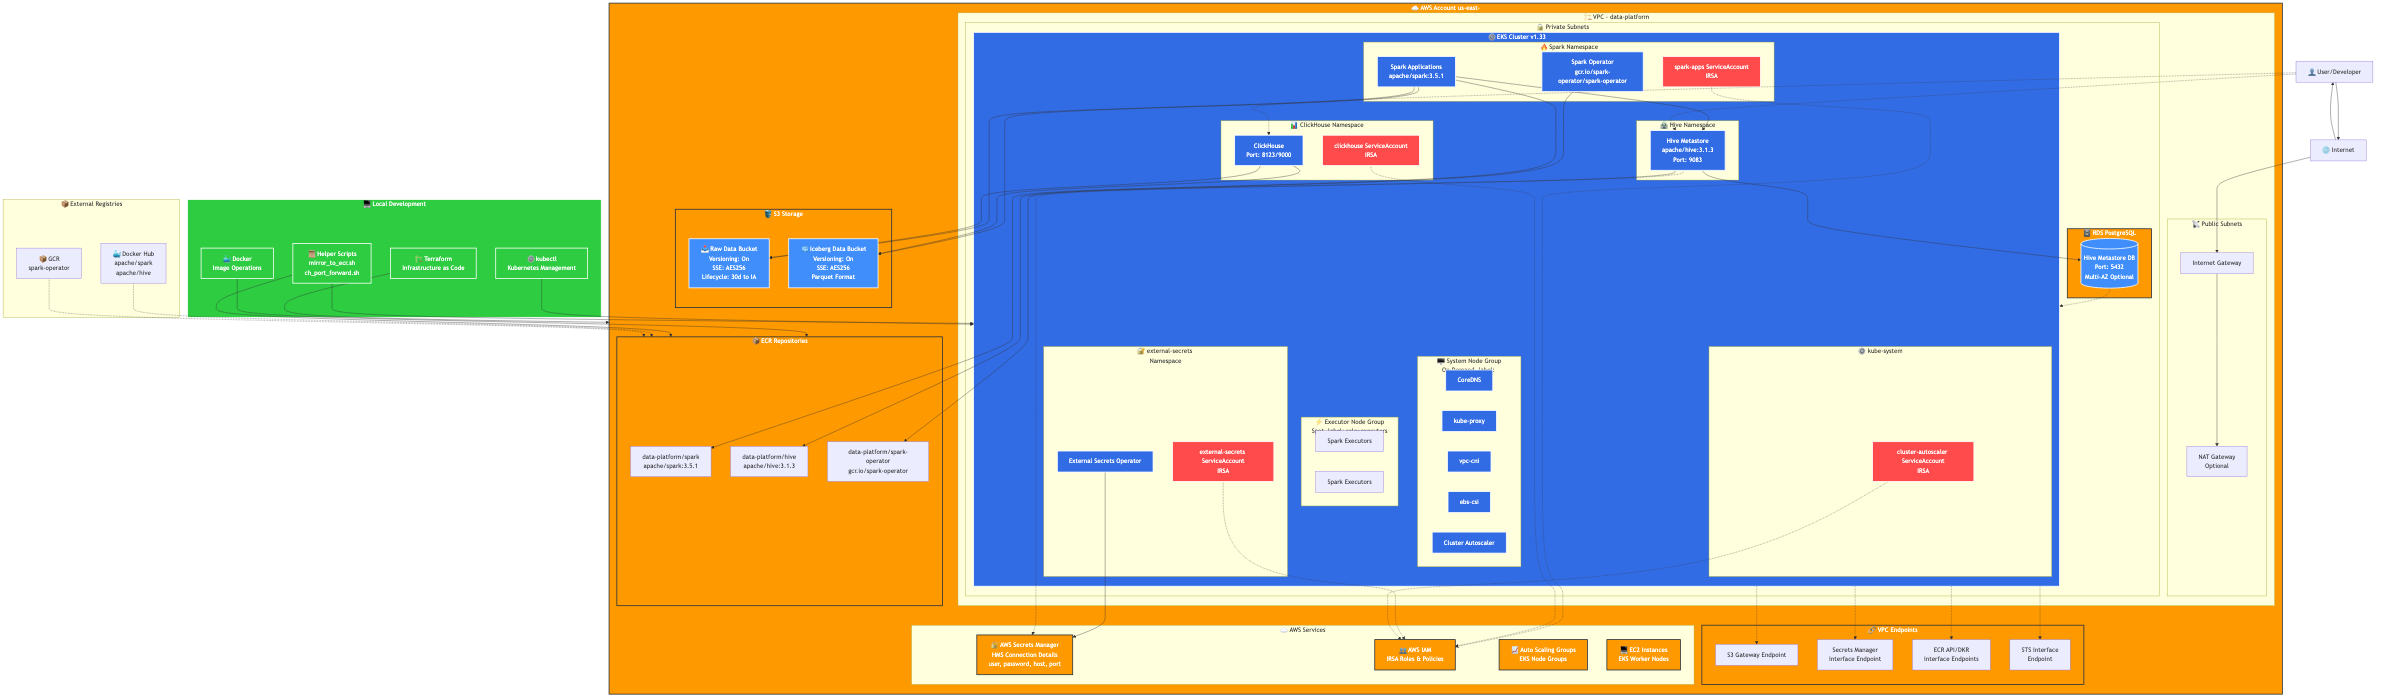 AWS Account us-east-
VPC - data-platform
Private Subnets
EKS Cluster v1.33
Spark Namespace
Spark Applications
apache/spark:3.5.1
Spark Operator
gcr.io/spark-
operator/spark-operator
spark-apps ServiceAccount
IRSA
User/Developer
ClickHouse Namespace
ClickHouse
Port: 8123/9000
clickhouse ServiceAccount
IRSA
Hive Namespace
Hive Metastore
apache/hive:3.1.3
Port: 9083
Internet
External Registries
GCR
spark-operator
Docker Hub
apache/spark
apache/hive
Local Development
Docker
Image Operations
Helper Scripts
mirror_to_ecr.sh
ch_port_forward.sh
Terraform
Infrastructure as Code
kubectl
Kubernetes Management
S3 Storage
Raw Data Bucket
Versioning: On
SSE: AES256
Lifecycle: 30d to IA
Iceberg Data Bucket
Versioning: On
SSE: AES256
Parquet Format
RDS PostgreSQL
Hive Metastore DB
Port: 5432
Multi-AZ Optional
Public Subnets
Internet Gateway
NAT Gateway
Optional
ECR Repositories
data-platform/spark
apache/spark:3.5.1
data-platform/hive
apache/hive:3.1.3
data-platform/spark-
operator
gcr.io/spark-operator
external-secrets
Namespace
External Secrets Operator
external-secrets
ServiceAccount
IRSA
Executor Node Group
Spark Executors
Spark Executors
System Node Group
CoreDNS
kube-proxy
vpc-cni
ebs-csi
Cluster Autoscaler
kube-system
cluster-autoscaler
ServiceAccount
IRSA
AWS Services
AWS Secrets Manager
HMS Connection Details
user, password, host, port
AWS IAM
IRSA Roles & Policies
Auto Scaling Groups
EKS Node Groups
EC2 Instances
EKS Worker Nodes
VPC Endpoints
S3 Gateway Endpoint
Secrets Manager
Interface Endpoint
ECR API/DKR
Interface Endpoints
STS Interface
Endpoint